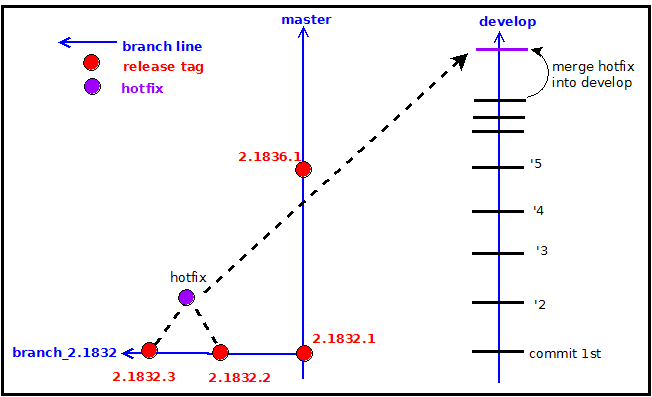 master
develop
branch line
release tag
hotfix
merge hotfix
into develop
2.1836.1
'5
'4
'3
hotfix
'2
2.1832.1
branch_2.1832
commit 1st
2.1832.3
2.1832.2